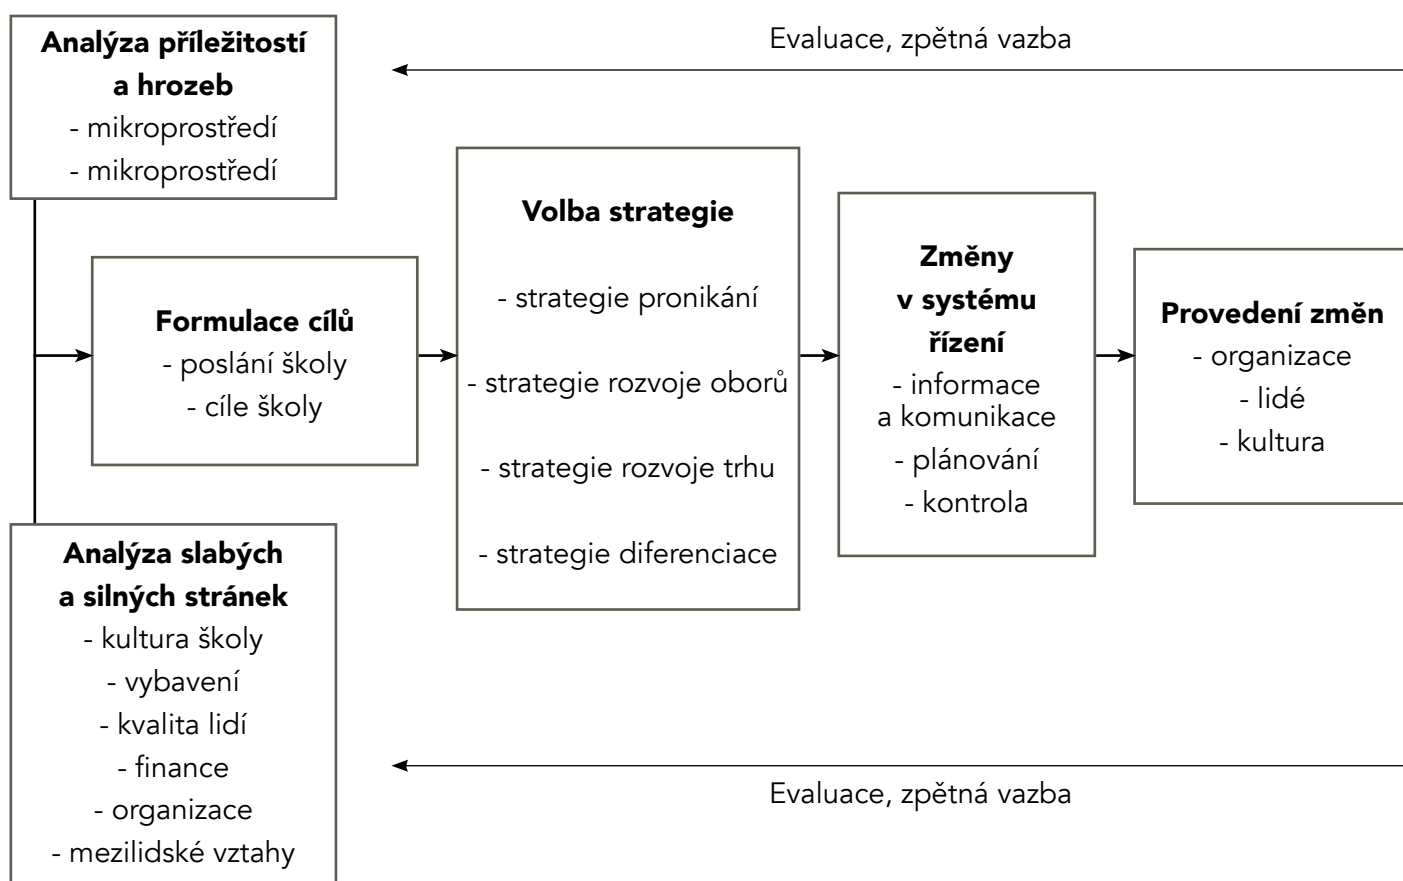 Analýza příležitostí
a hrozeb
- mikroprostředí
- mikroprostředí
Evaluace, zpětná vazba
Formulace cílů
- poslání školy
- cíle školy
Volba strategie
- strategie pronikání
- strategie rozvoje oborů
- strategie rozvoje trhu
- strategie diferenciace
Změny
v systému
řízení
- informace
a komunikace
- plánování
- kontrola
Provedení změn
- organizace
- lidé
- kultura
Analýza slabých
a silných stránek
- kultura školy
- vybavení
- kvalita lidí
- finance
- organizace
- mezilidské vztahy
Evaluace, zpětná vazba